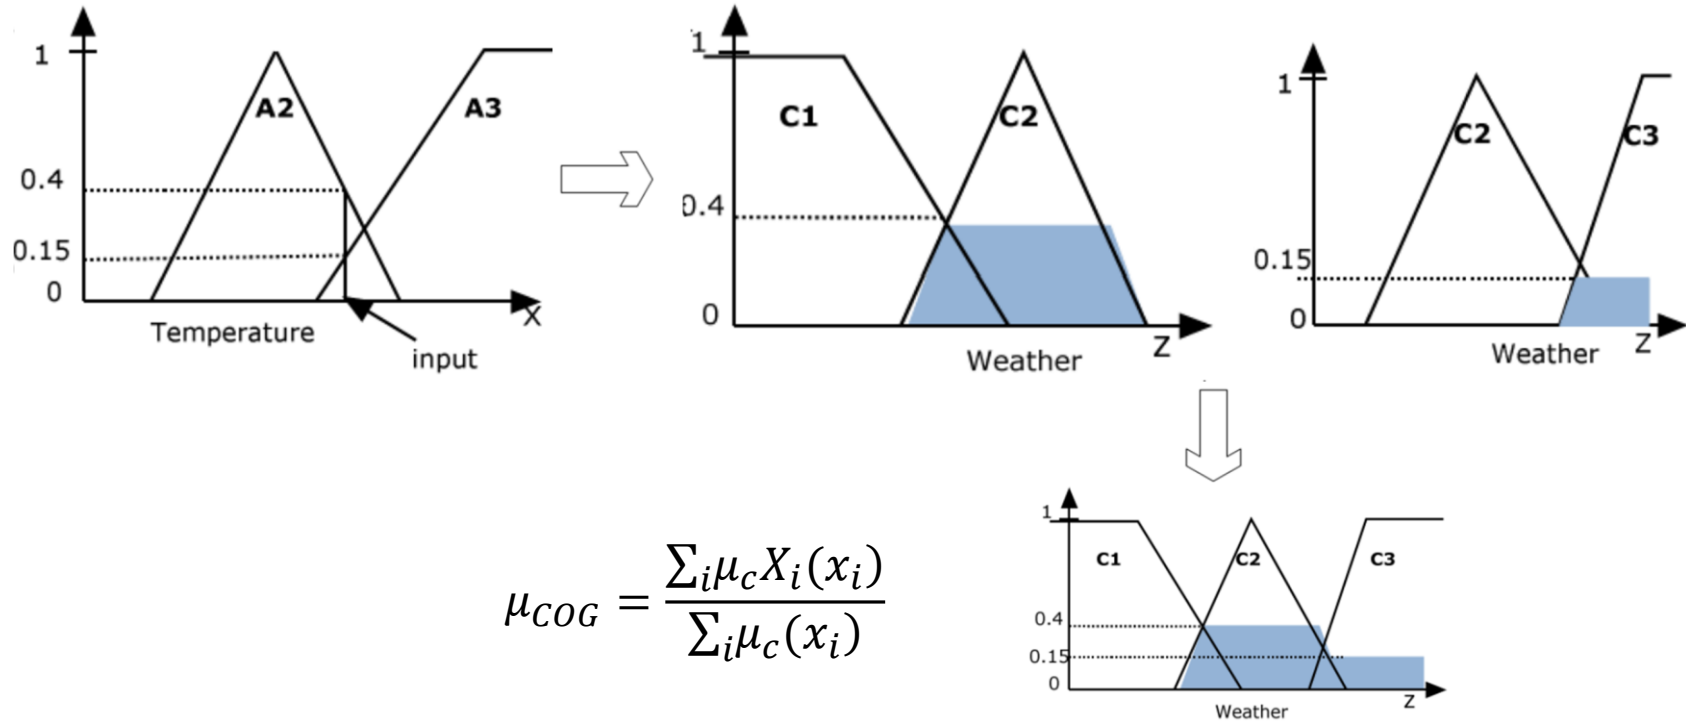 1
A2
A3
0.4
0.15
0
X
Temperature
input
1
C1
C2
0.4
0
Z
Weather
1
C2
C3
0.15
0
Z
Weather
μ_COG = ∑_i μ_c X_i(x_i) / ∑_i μ_c(x_i)
1
C1
C2
C3
0.4
0.15
0
Z
Weather